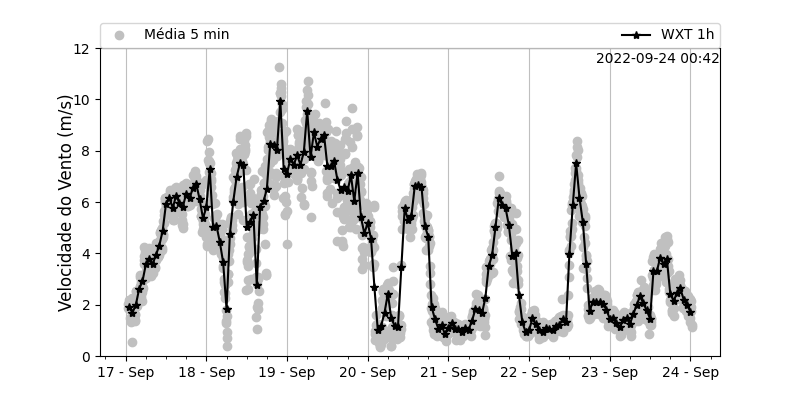 Média 5 min
WXT 1h
2022-09-24 00:42
Velocidade do Vento (m/s)
12
10
8
6
4
2
0
17 - Sep
18 - Sep
19 - Sep
20 - Sep
21 - Sep
22 - Sep
23 - Sep
24 - Sep